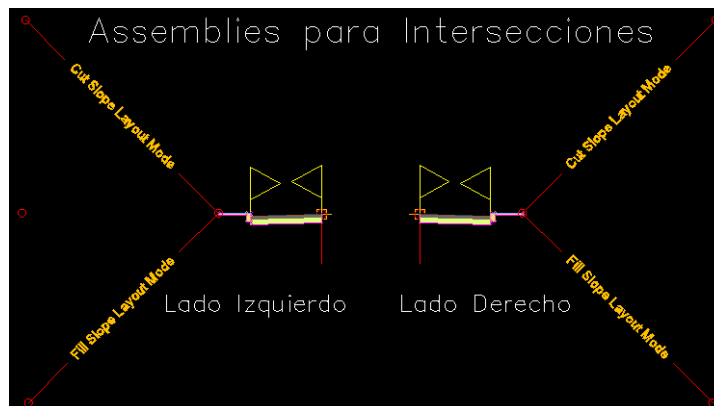 Assemblies para Intersecciones
Cut Slope Layout Mode
Cut Slope Layout Mode
Fill Slope Layout Mode
Fill Slope Layout Mode
Lado Izquierdo
Lado Derecho